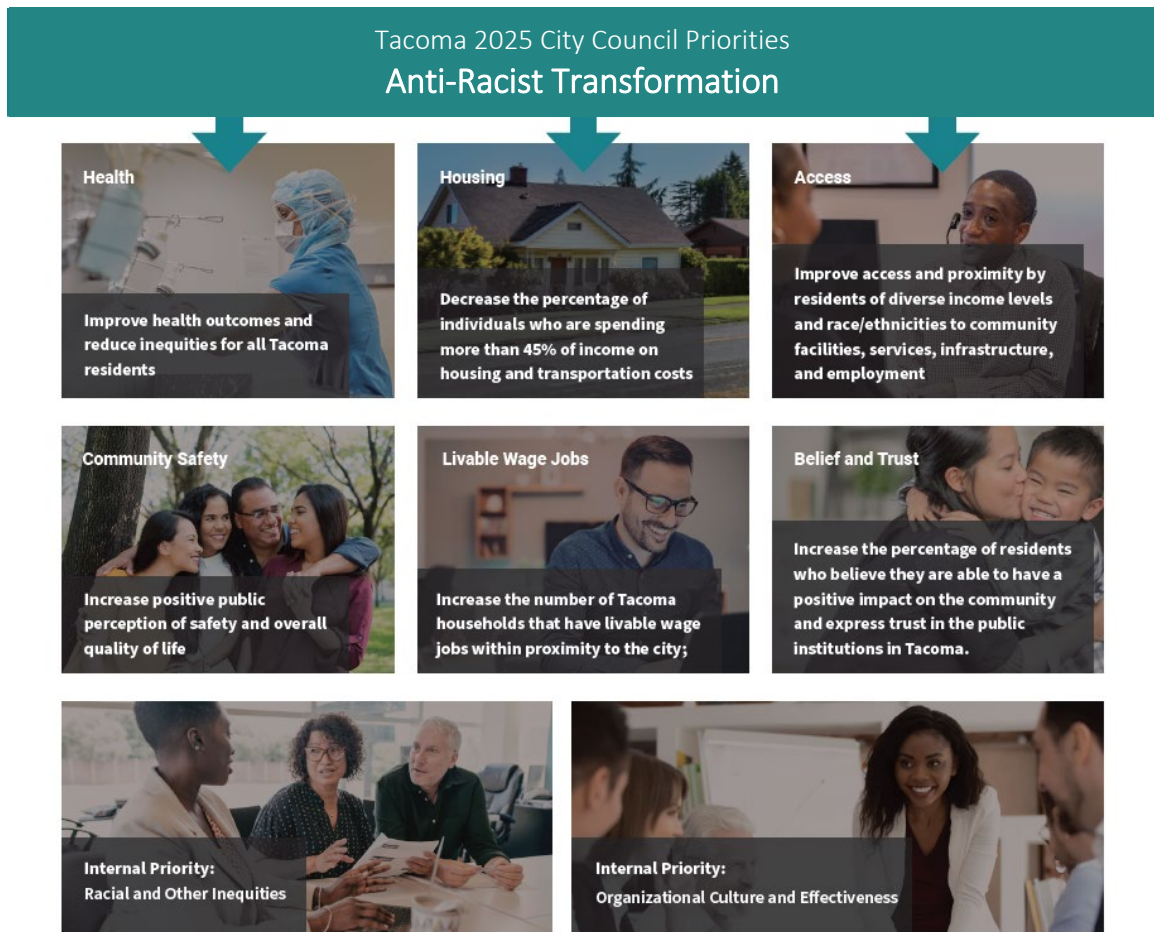 Tacoma 2025 City Council Priorities
Anti-Racist Transformation
Health
Improve health outcomes and
reduce inequities for all Tacoma
residents
Housing
Decrease the percentage of
individuals who are spending
more than 45% of income on
housing and transportation costs
Access
Improve access and proximity by
residents of diverse income levels
and race/ethnicities to community
facilities, services, infrastructure,
and employment
Community Safety
Increase positive public
perception of safety and overall
quality of life
Livable Wage Jobs
Increase the number of Tacoma
households that have livable wage
jobs within proximity to the city;
Belief and Trust
Increase the percentage of residents
who believe they are able to have a
positive impact on the community
and express trust in the public
institutions in Tacoma.
Internal Priority:
Racial and Other Inequities
Internal Priority:
Organizational Culture and Effectiveness